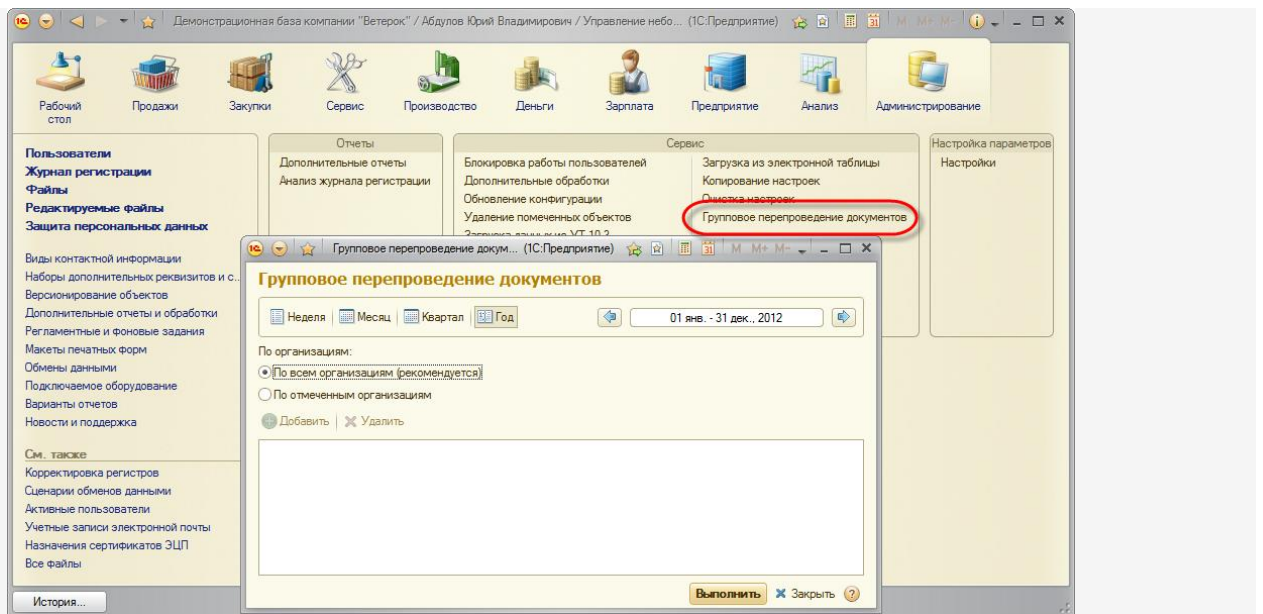 Демонстрационная база компании "Ветерок" / Абдулов Юрий Владимирович / Управление небо... (1С:Предприятие)
M M+ M-
Рабочий стол
Продажи
Закупки
Сервис
Производство
Деньги
Зарплата
Предприятие
Анализ
Администрирование
Пользователи
Журнал регистрации
Файлы
Редактируемые файлы
Защита персональных данных
Виды контактной информации
Наборы дополнительных реквизитов и с...
Версионирование объектов
Дополнительные отчеты и обработки
Регламентные и фоновые задания
Макеты печатных форм
Обмены данными
Подключаемое оборудование
Варианты отчетов
Новости и поддержка
См. также
Корректировка регистров
Сценарии обменов данными
Активные пользователи
Учетные записи электронной почты
Назначения сертификатов ЭЦП
Все файлы
Отчеты
Дополнительные отчеты
Анализ журнала регистрации
Сервис
Блокировка работы пользователей
Дополнительные обработки
Обновление конфигурации
Удаление помеченных объектов
Загрузка данных из УТ 10.3
Загрузка из электронной таблицы
Копирование настроек
Очистка настроек
Групповое перепроведение документов
Настройка параметров
Настройки
Групповое перепроведение докум... (1С:Предприятие)
M M+ M-
Групповое перепроведение документов
Неделя
Месяц
Квартал
Год
01 янв. - 31 дек., 2012
По организациям:
По всем организациям (рекомендуется)
По отмеченным организациям
Добавить
Удалить
Выполнить
Закрыть
История...